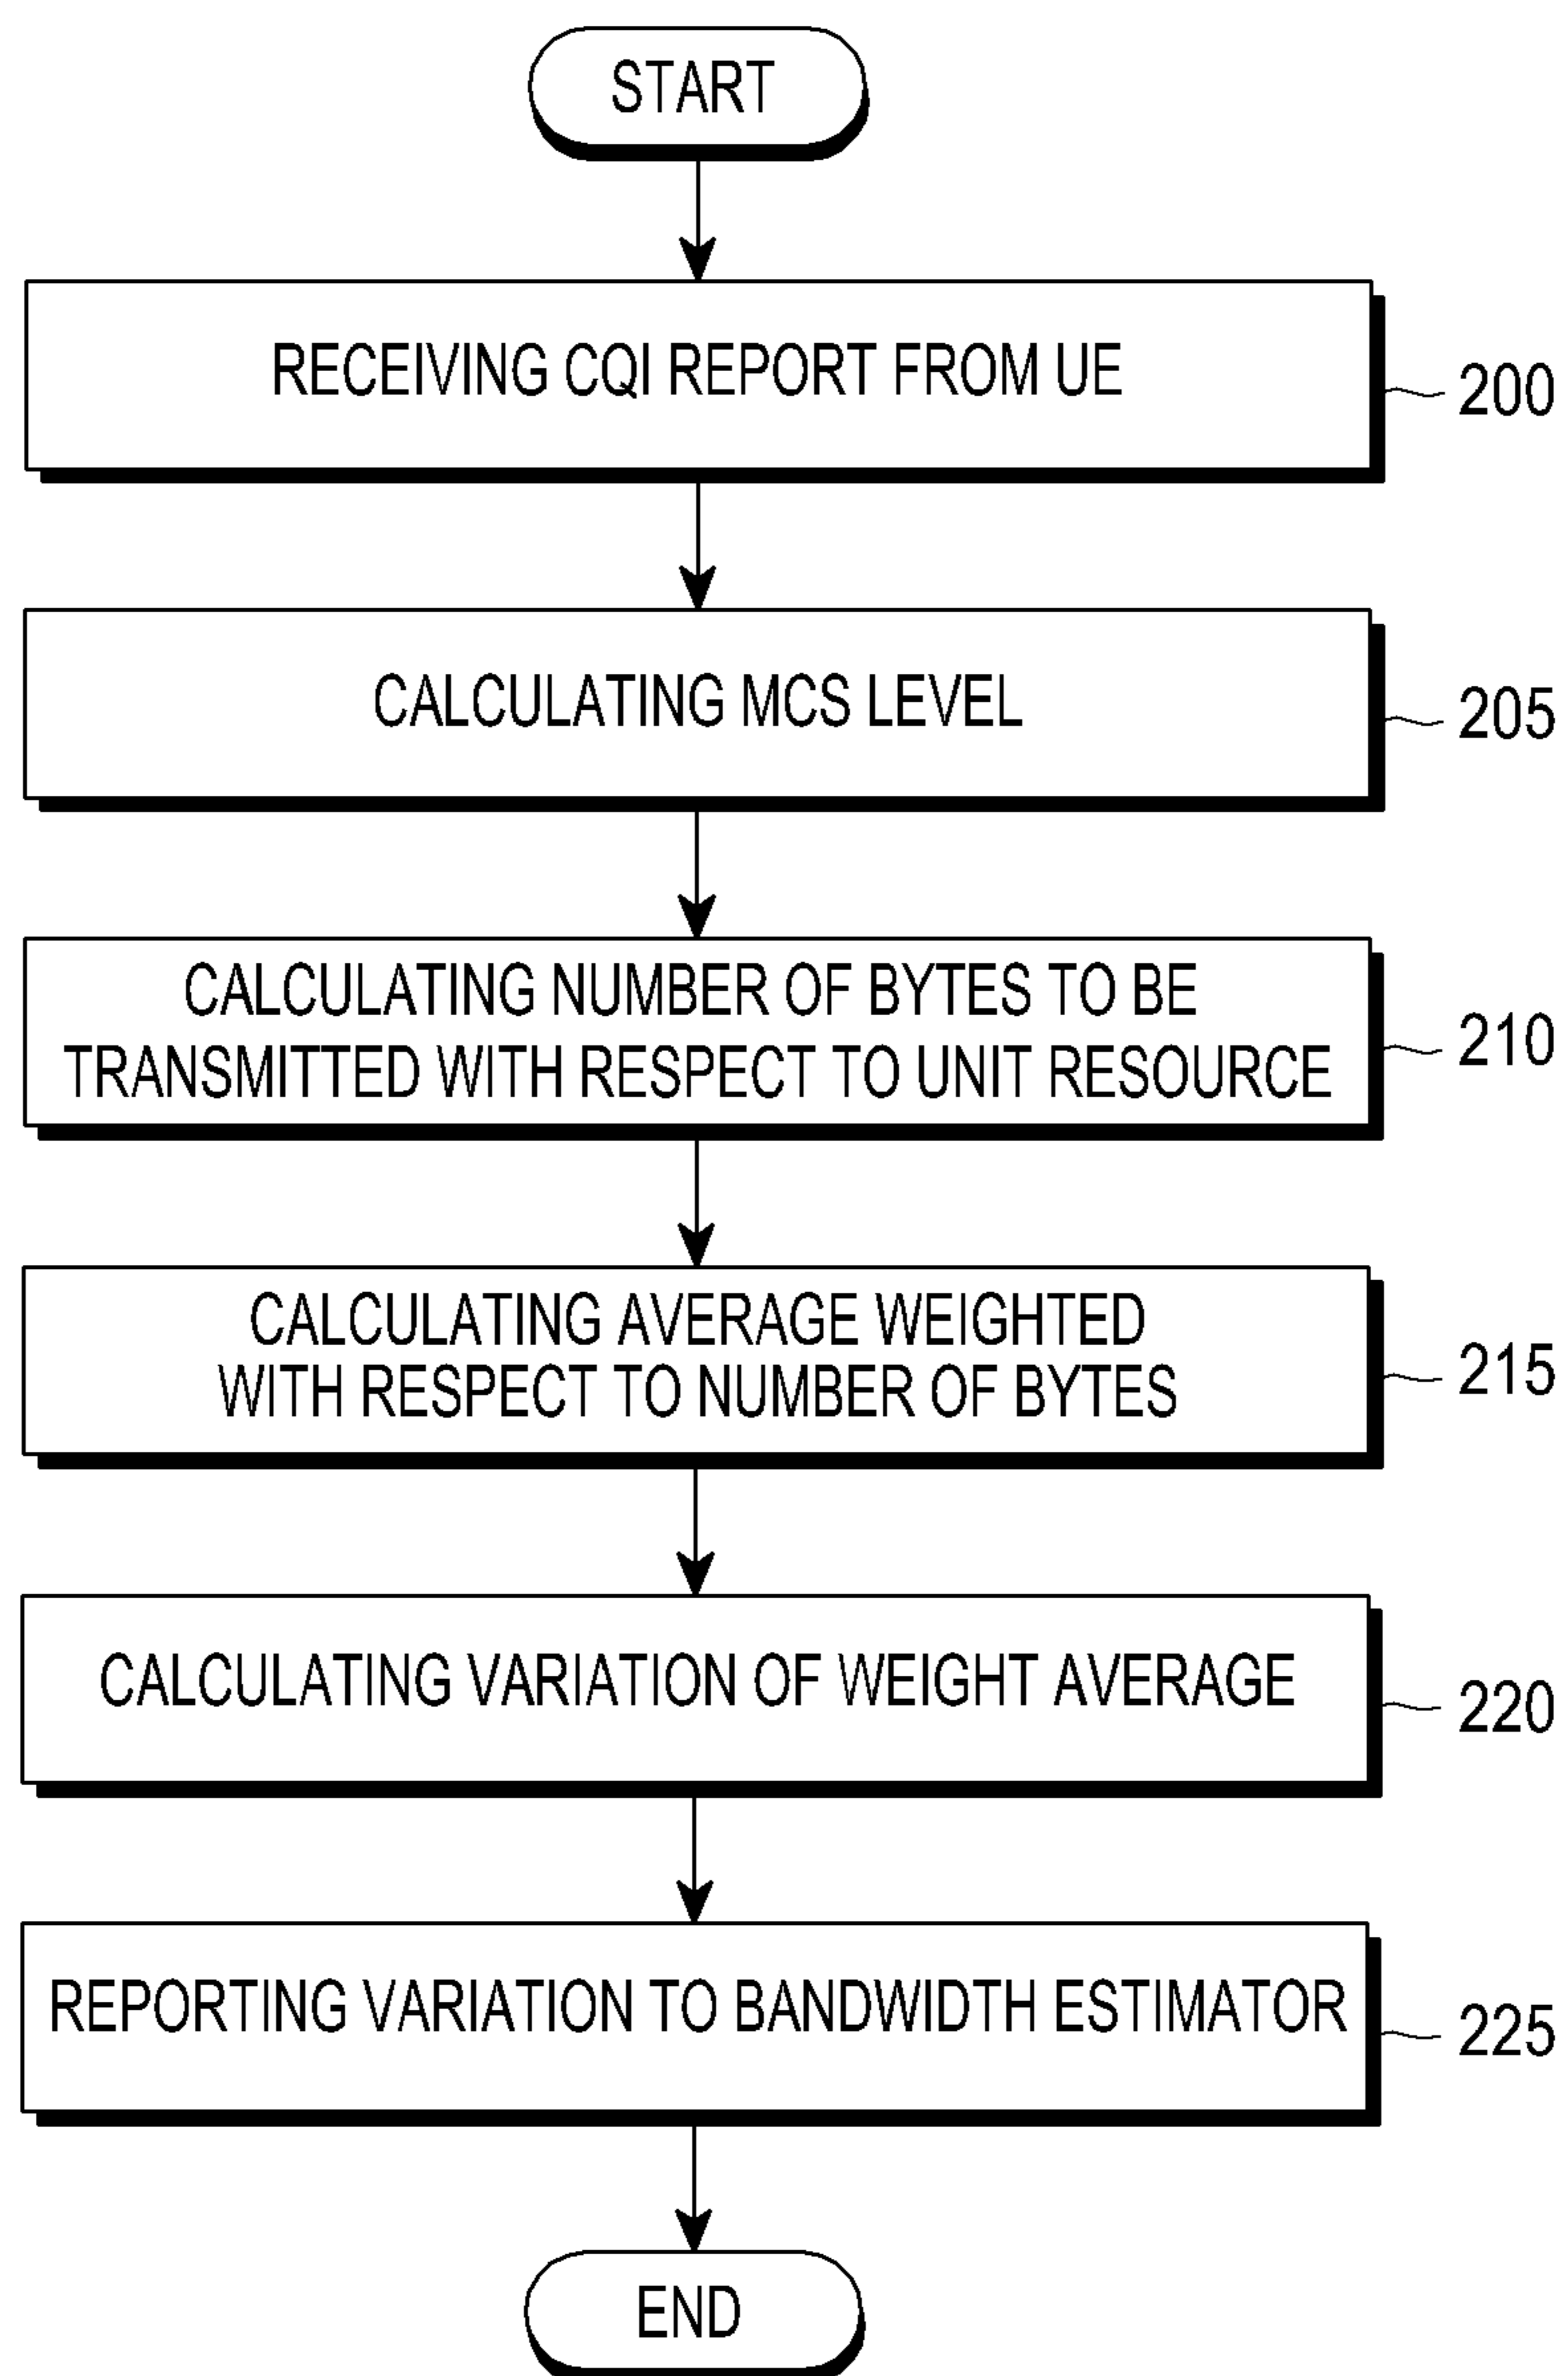 START
RECEIVING CQI REPORT FROM UE
200
CALCULATING MCS LEVEL
205
CALCULATING NUMBER OF BYTES TO BE
TRANSMITTED WITH RESPECT TO UNIT RESOURCE
210
CALCULATING AVERAGE WEIGHTED
WITH RESPECT TO NUMBER OF BYTES
215
CALCULATING VARIATION OF WEIGHT AVERAGE
220
REPORTING VARIATION TO BANDWIDTH ESTIMATOR
225
END